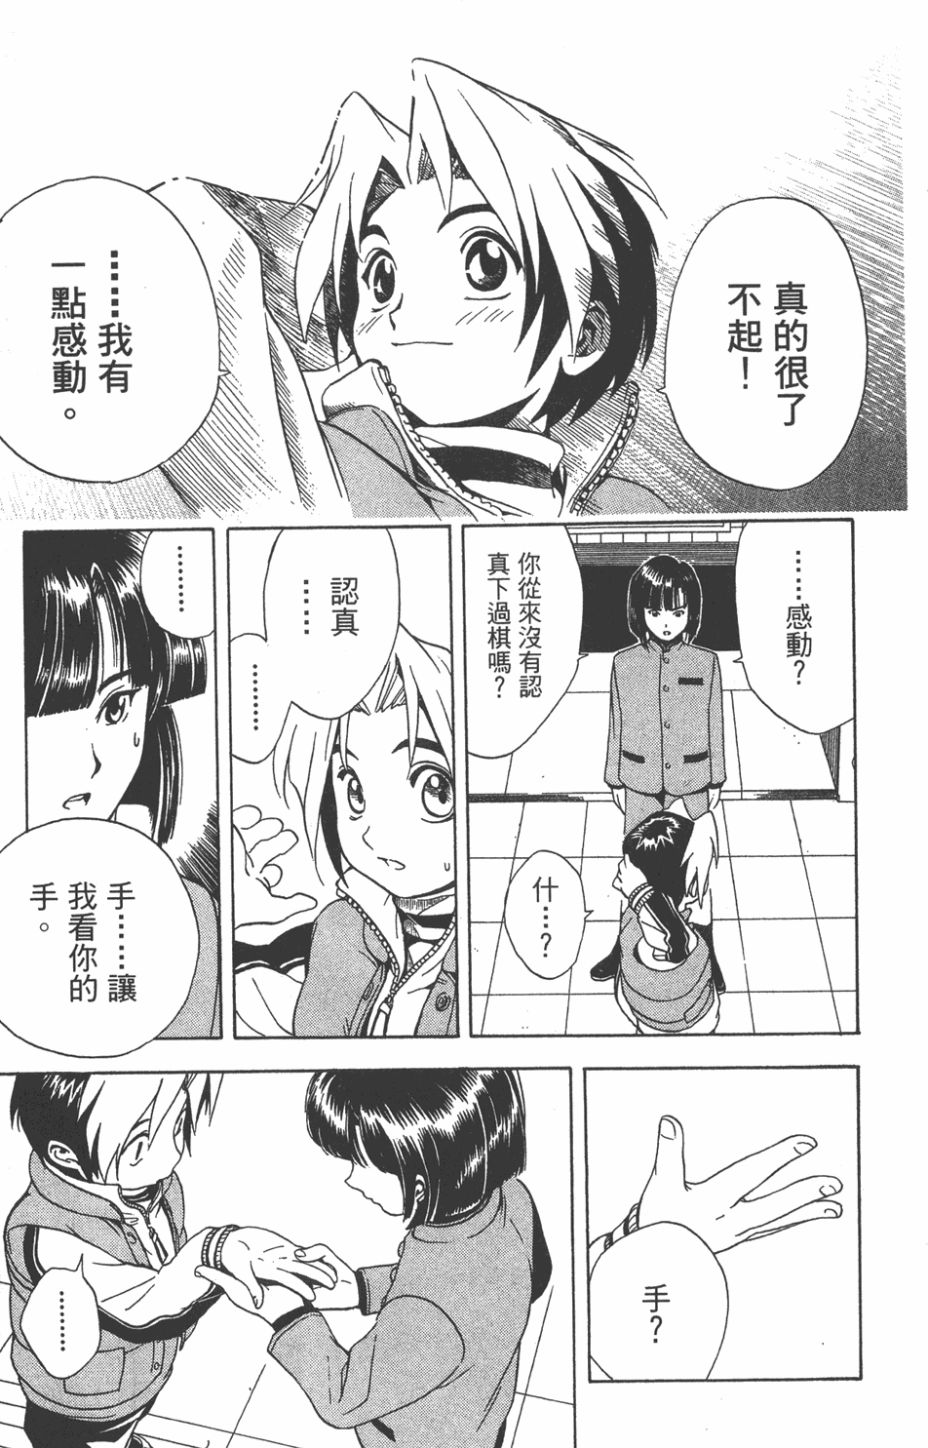 真的很了
不起！
⋯⋯我有
一點感動。
⋯⋯感動？
你從來沒有認
真下過棋嗎？
什⋯？
認真
⋯⋯
⋯⋯⋯
⋯⋯⋯
手⋯⋯讓
我看你的
手。
手？
⋯⋯⋯